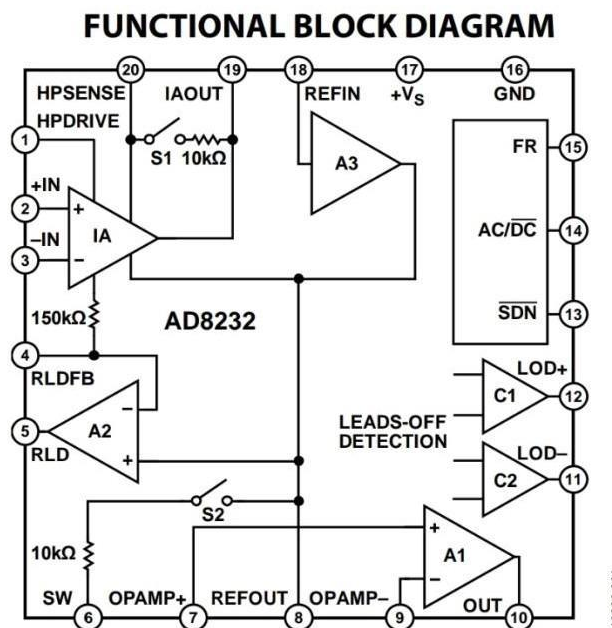 FUNCTIONAL BLOCK DIAGRAM
20 19 18 17 16
HPSENSE IAOUT REFIN +VS GND
HPDRIVE
1
S1 10kΩ
FR 15
A3
+IN
2
+ IA
–IN
3
–
AC/DC 14
150kΩ
AD8232
SDN 13
4
RLDFB
LOD+
C1 12
–
A2
5
RLD
+
LEADS-OFF
DETECTION
LOD–
C2 11
S2
10kΩ
+
A1
–
SW OPAMP+ REFOUT OPAMP– OUT
6 7 8 9 10